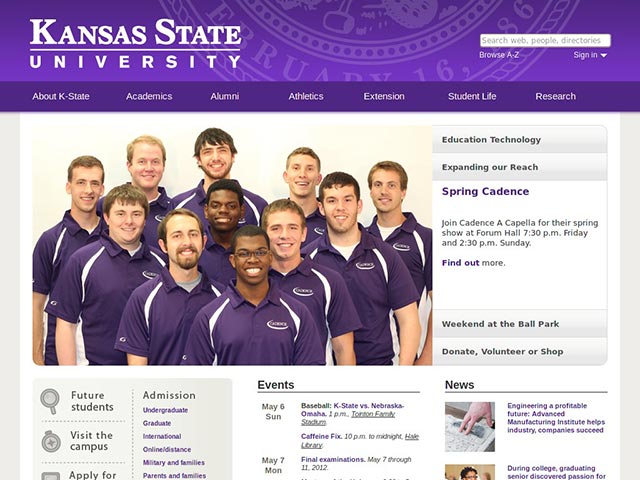 KANSAS STATE
UNIVERSITY
Search web, people, directories
Browse A-Z
Sign in
About K-State
Academics
Alumni
Athletics
Extension
Student Life
Research
Education Technology
Expanding our Reach
Spring Cadence
Join Cadence A Capella for their spring
show at Forum Hall 7:30 p.m. Friday
and 2:30 p.m. Sunday.
Find out more.
Weekend at the Ball Park
Donate, Volunteer or Shop
Future
students
Visit the
campus
Apply for
Admission
Undergraduate
Graduate
International
Online/distance
Military and families
Parents and families
Events
May 6
Sun
Baseball: K-State vs. Nebraska-
Omaha, 1 p.m., Tointon Family
Stadium.
Caffeine Fix. 10 p.m. to midnight, Hale
Library.
May 7
Mon
Final examinations. May 7 through
11, 2012.
News
Engineering a profitable
future: Advanced
Manufacturing Institute helps
industry, companies succeed
During college, graduating
senior discovered passion for